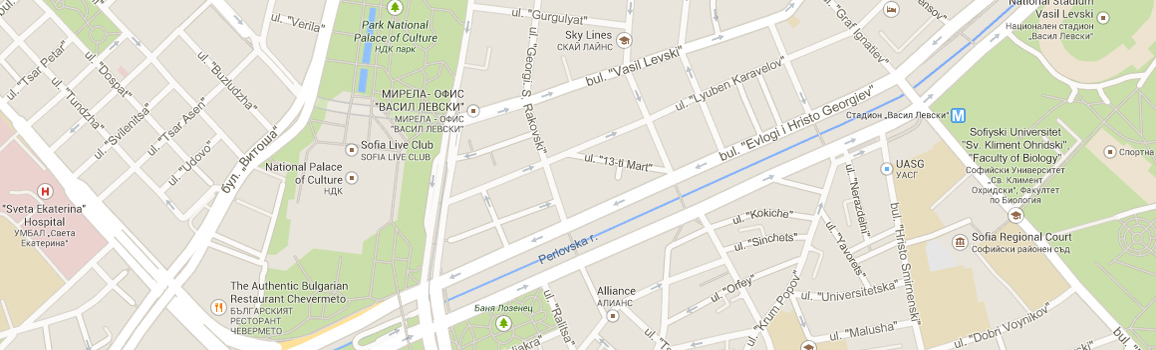 ul. "Verila"
Park National
Palace of Culture
НДК парк
ul. "Gurgulyat"
Sky Lines
СКАЙ ЛАЙНС
ul. "Graf Ignatiev"
National Stadium
Vasil Levski
Национален стадион
„Васил Левски"
ul. "Tsar Petar"
ul. "Dospat"
ul. "Buzludzha"
ul. "Tundzha"
ul. "Svilenitsa"
ul. "Tsar Asen"
ul. "Udovo"
ul. "Georgi S. Rakovski"
bul. "Vasil Levski"
ul. "Lyuben Karavelov"
МИРЕЛА- ОФИС
"ВАСИЛ ЛЕВСКИ"
МИРЕЛА - ОФИС
"ВАСИЛ ЛЕВСКИ"
bul. "Evlogi i Hristo Georgiev"
Стадион „Васил Левски"
M
Sofia Live Club
SOFIA LIVE CLUB
National Palace
of Culture
НДК
бул. "Витоша"
ul. "13-ti Mart"
UASG
УАСГ
Sofiyski Universitet
"Sv. Kliment Ohridski",
"Faculty of Biology"
Софийски Университет
„Св. Климент
Охридски", Факултет
по Биология
Спортна
H
"Sveta Ekaterina"
Hospital
УМБАЛ „Света
Екатерина"
ul. "Kokiche"
ul. "Sinchets"
ul. "Nerazdelni"
ul. "Yavorets"
bul. "Hristo Smirnenski"
Sofia Regional Court
Софийски районен съд
Perlovska r.
The Authentic Bulgarian
Restaurant Chevermeto
БЪЛГАРСКИЯТ
РЕСТОРАНТ
ЧЕВЕРМЕТО
Баня Лозенец
Alliance
АЛИАНС
ul. "Orfey"
ul. "Krum Popov"
ul. "Universitetska"
ul. "Malusha"
ul. "Dobri Voynikov"